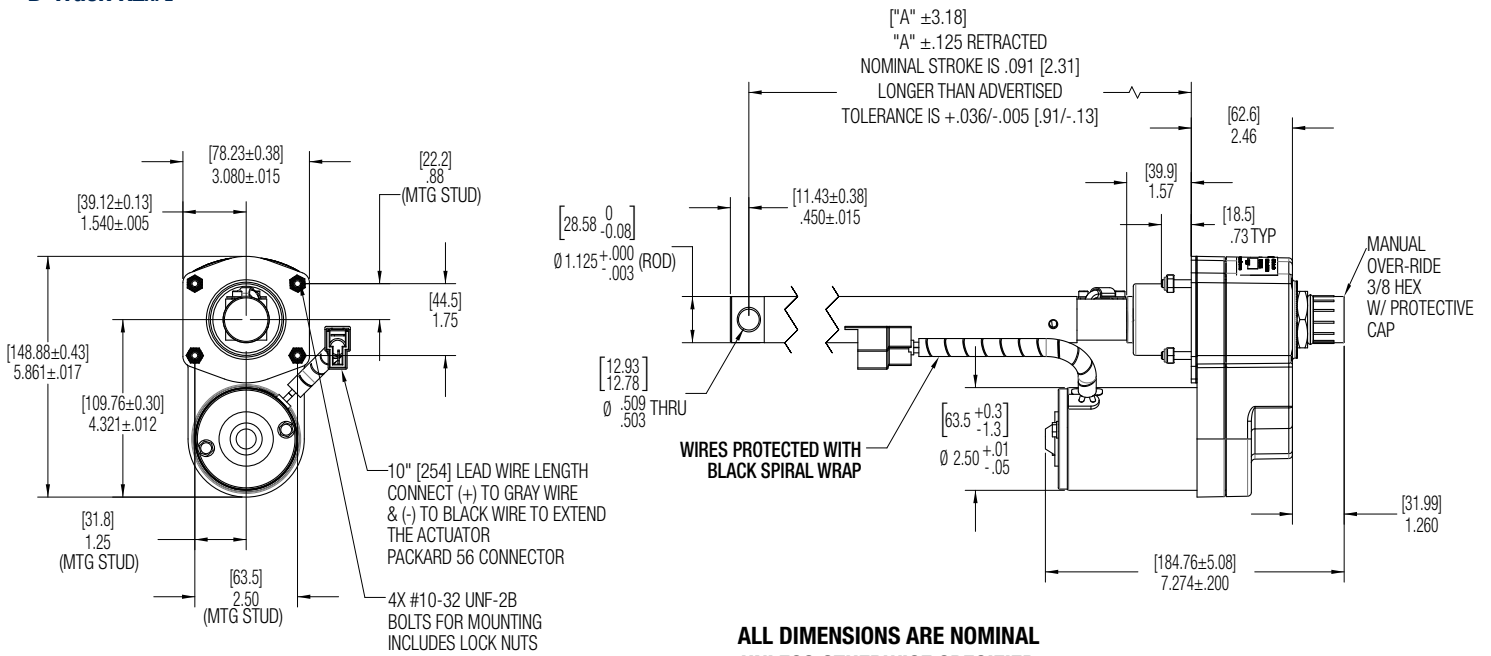 ["A" ±3.18]
"A" ±.125 RETRACTED
NOMINAL STROKE IS .091 [2.31]
LONGER THAN ADVERTISED
TOLERANCE IS +.036/-.005 [.91/-.13]
[62.6]
2.46
[78.23±0.38]
3.080±.015
[22.2]
.88
(MTG STUD)
[39.12±0.13]
1.540±.005
[39.9]
1.57
[11.43±0.38]
.450±.015
[28.58 0 -0.08]
Ø 1.125 +.000 -.003 (ROD)
[18.5]
.73 TYP
MANUAL
OVER-RIDE
3/8 HEX
W/ PROTECTIVE
CAP
[44.5]
1.75
[148.88±0.43]
5.861±.017
[109.76±0.30]
4.321±.012
[12.93
12.78]
Ø .509 THRU
.503
[63.5 +0.3 -1.3]
Ø 2.50 +.01 -.05
WIRES PROTECTED WITH
BLACK SPIRAL WRAP
10" [254] LEAD WIRE LENGTH
CONNECT (+) TO GRAY WIRE
& (-) TO BLACK WIRE TO EXTEND
THE ACTUATOR
PACKARD 56 CONNECTOR
[31.8]
1.25
(MTG STUD)
[31.99]
1.260
[63.5]
2.50
(MTG STUD)
[184.76±5.08]
7.274±.200
4X #10-32 UNF-2B
BOLTS FOR MOUNTING
INCLUDES LOCK NUTS
ALL DIMENSIONS ARE NOMINAL